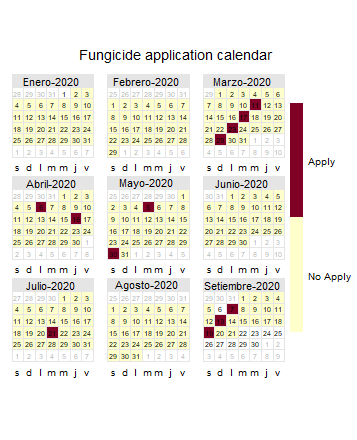 Fungicide application calendar
Enero-2020
28 29 30 31 1 2 3
4 5 6 7 8 9 10
11 12 13 14 15 16 17
18 19 20 21 22 23 24
25 26 27 28 29 30 31
1 2 3 4 5 6 7
s d l m m j v
Febrero-2020
25 26 27 28 29 30 31
1 2 3 4 5 6 7
8 9 10 11 12 13 14
15 16 17 18 19 20 21
22 23 24 25 26 27 28
29 1 2 3 4 5 6
s d l m m j v
Marzo-2020
29 1 2 3 4 5 6
7 8 9 10 11 12 13
14 15 16 17 18 19 20
21 22 23 24 25 26 27
28 29 30 31 1 2 3
4 5 6 7 8 9 10
s d l m m j v
Apply
Abril-2020
28 29 30 31 1 2 3
4 5 6 7 8 9 10
11 12 13 14 15 16 17
18 19 20 21 22 23 24
25 26 27 28 29 30 1
2 3 4 5 6 7 8
s d l m m j v
Mayo-2020
25 26 27 28 29 30 1
2 3 4 5 6 7 8
9 10 11 12 13 14 15
16 17 18 19 20 21 22
23 24 25 26 27 28 29
30 31 1 2 3 4 5
s d l m m j v
Junio-2020
30 31 1 2 3 4 5
6 7 8 9 10 11 12
13 14 15 16 17 18 19
20 21 22 23 24 25 26
27 28 29 30 1 2 3
4 5 6 7 8 9 10
s d l m m j v
No Apply
Julio-2020
27 28 29 30 1 2 3
4 5 6 7 8 9 10
11 12 13 14 15 16 17
18 19 20 21 22 23 24
25 26 27 28 29 30 31
1 2 3 4 5 6 7
s d l m m j v
Agosto-2020
25 26 27 28 29 30 31
1 2 3 4 5 6 7
8 9 10 11 12 13 14
15 16 17 18 19 20 21
22 23 24 25 26 27 28
29 30 31 1 2 3 4
s d l m m j v
Setiembre-2020
29 30 31 1 2 3 4
5 6 7 8 9 10 11
12 13 14 15 16 17 18
19 20 21 22 23 24 25
26 27 28 29 30 1 2
3 4 5 6 7 8 9
s d l m m j v